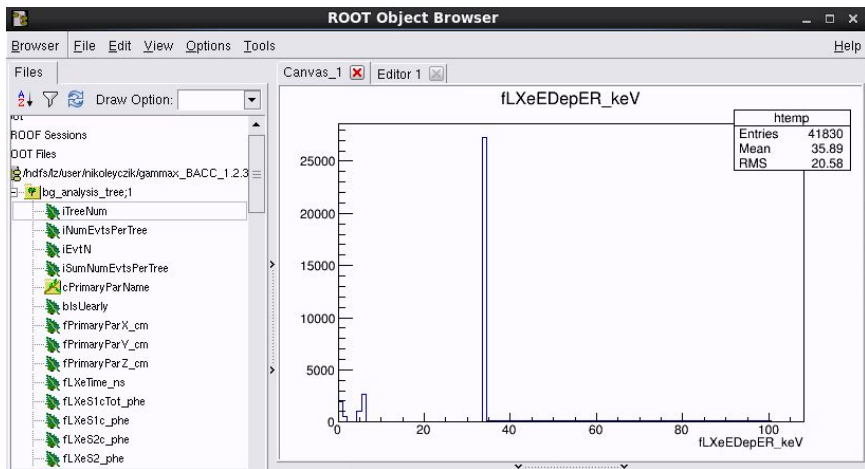 ROOT Object Browser
Browser File Edit View Options Tools Help
Files
Canvas_1 Editor 1
Draw Option:
ROOF Sessions
OOT Files
/hdfs/lz/user/nikoleyczik/gammax_BACC_1.2.3
bg_analysis_tree;1
iTreeNum
iNumEvtsPerTree
iEvtN
iSumNumEvtsPerTree
cPrimaryParName
bIsUearly
fPrimaryParX_cm
fPrimaryParY_cm
fPrimaryParZ_cm
fLXeTime_ns
fLXeS1cTot_phe
fLXeS1c_phe
fLXeS2c_phe
fLXeS2_phe
fLXeEDepER_keV
htemp
Entries 41830
Mean 35.89
RMS 20.58
25000
20000
15000
10000
5000
0
0 20 40 60 80 100
fLXeEDepER_keV